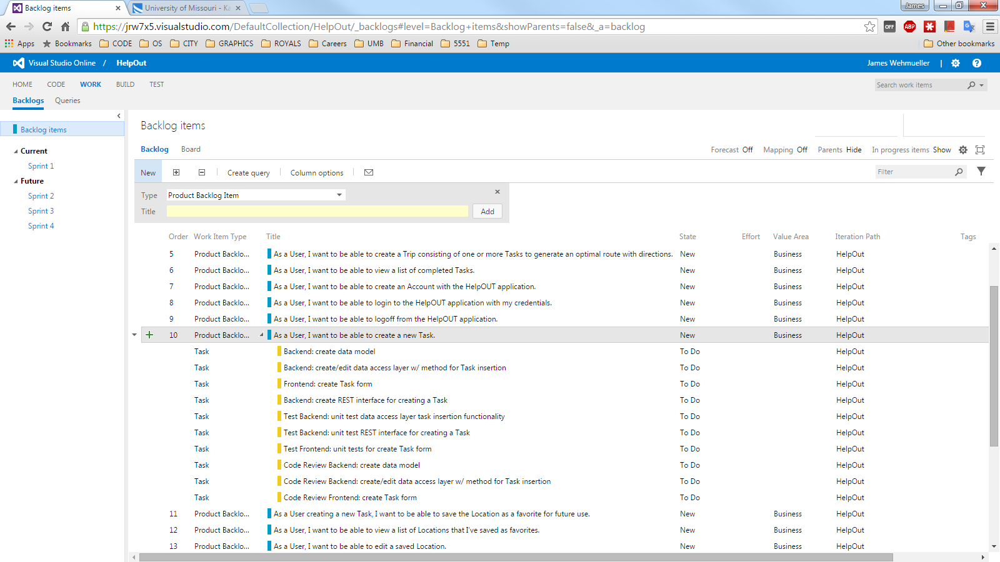 Backlog items
University of Missouri - Ka
James
https://jrw7x5.visualstudio.com/DefaultCollection/HelpOut/_backlogs#level=Backlog+items&showParents=false&_a=backlog
OFF
ABP
Apps Bookmarks CODE OS CITY GRAPHICS ROYALS Careers UMB Financial 5551 Temp Other bookmarks
Visual Studio Online / HelpOut James Wehmueller |
HOME CODE WORK BUILD TEST Search work items
Backlogs Queries
Backlog items
Current
Sprint 1
Future
Sprint 2
Sprint 3
Sprint 4
Backlog items
Backlog Board Forecast Off Mapping Off Parents Hide In progress items Show
New Create query Column options Filter
Type Product Backlog Item
Title Add
Order Work Item Type Title State Effort Value Area Iteration Path Tags
5 Product Backlo... As a User, I want to be able to create a Trip consisting of one or more Tasks to generate an optimal route with directions. New Business HelpOut
6 Product Backlo... As a User, I want to be able to view a list of completed Tasks. New Business HelpOut
7 Product Backlo... As a User, I want to be able to create an Account with the HelpOUT application. New Business HelpOut
8 Product Backlo... As a User, I want to be able to login to the HelpOUT application with my credentials. New Business HelpOut
9 Product Backlo... As a User, I want to be able to logoff from the HelpOUT application. New Business HelpOut
10 Product Backlo... As a User, I want to be able to create a new Task. New Business HelpOut
Task Backend: create data model To Do HelpOut
Task Backend: create/edit data access layer w/ method for Task insertion To Do HelpOut
Task Frontend: create Task form To Do HelpOut
Task Backend: create REST interface for creating a Task To Do HelpOut
Task Test Backend: unit test data access layer task insertion functionality To Do HelpOut
Task Test Backend: unit test REST interface for creating a Task To Do HelpOut
Task Test Frontend: unit tests for create Task form To Do HelpOut
Task Code Review Backend: create data model To Do HelpOut
Task Code Review Backend: create/edit data access layer w/ method for Task insertion To Do HelpOut
Task Code Review Frontend: create Task form To Do HelpOut
11 Product Backlo... As a User creating a new Task, I want to be able to save the Location as a favorite for future use. New Business HelpOut
12 Product Backlo... As a User, I want to be able to view a list of Locations that I've saved as favorites. New Business HelpOut
13 Product Backlo... As a User, I want to be able to edit a saved Location. New Business HelpOut